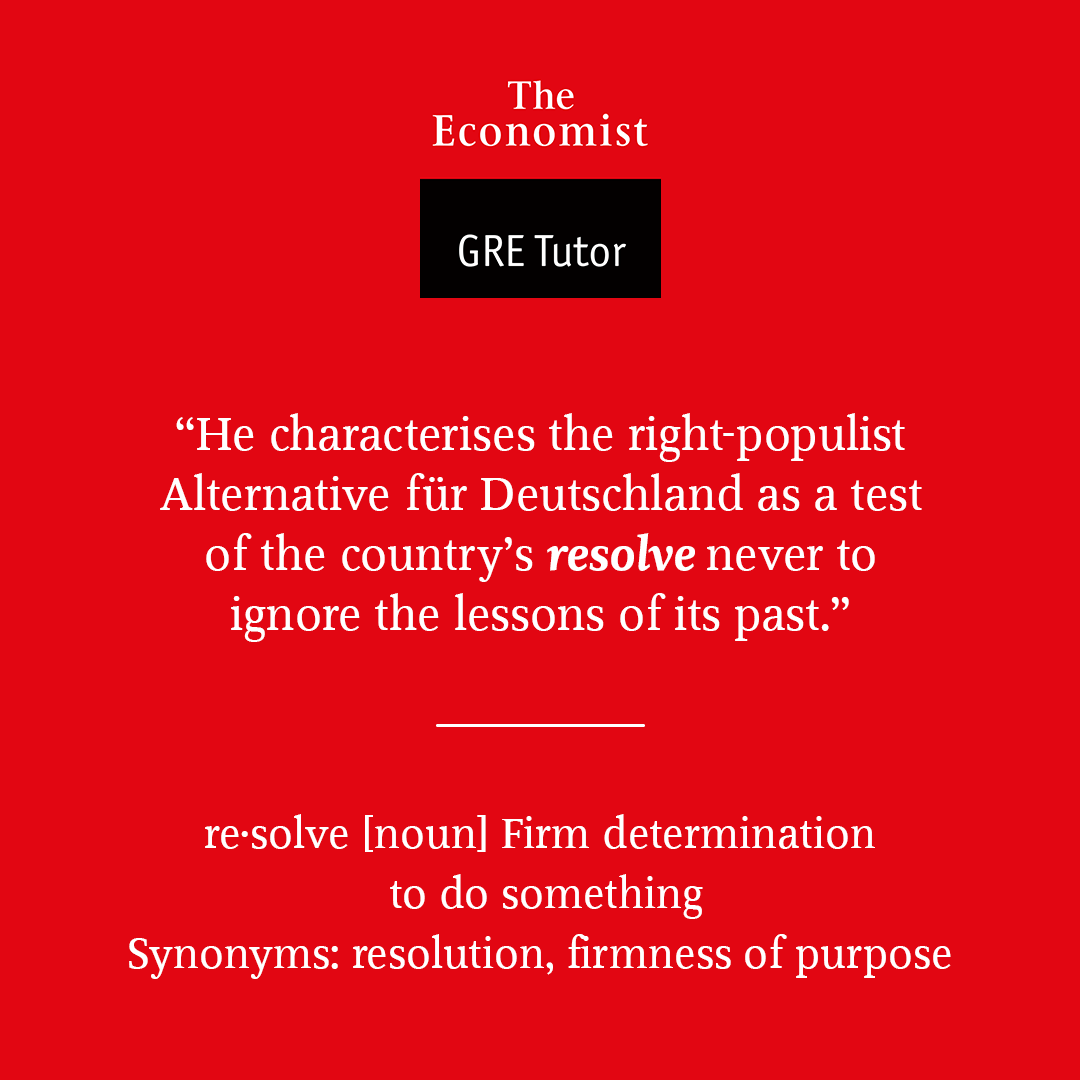 The
Economist
GRE Tutor
“He characterises the right-populist
Alternative für Deutschland as a test
of the country’s resolve never to
ignore the lessons of its past.”
re·solve [noun] Firm determination
to do something
Synonyms: resolution, firmness of purpose